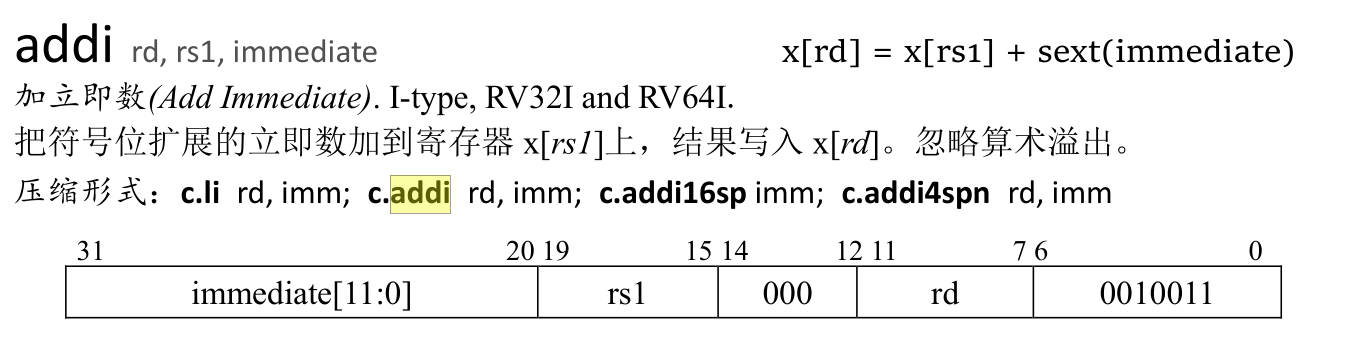 addi rd, rs1, immediate x[rd] = x[rs1] + sext(immediate)
加立即数(Add Immediate). I-type, RV32I and RV64I.
把符号位扩展的立即数加到寄存器 x[rs1]上，结果写入 x[rd]。忽略算术溢出。
压缩形式：c.li rd, imm; c.addi rd, imm; c.addi16sp imm; c.addi4spn rd, imm
31 20 19 15 14 12 11 7 6 0
immediate[11:0] rs1 000 rd 0010011